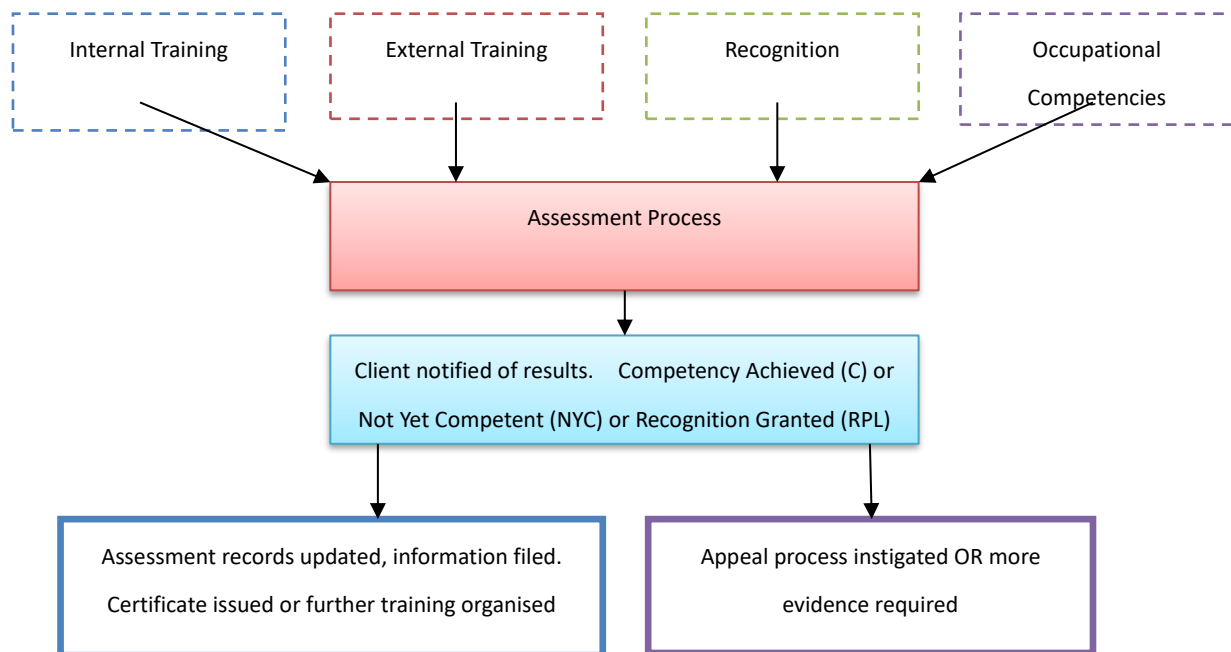 Internal Training
External Training
Recognition
Occupational
Competencies
Assessment Process
Client notified of results. Competency Achieved (C) or
Not Yet Competent (NYC) or Recognition Granted (RPL)
Assessment records updated, information filed.
Certificate issued or further training organised
Appeal process instigated OR more
evidence required